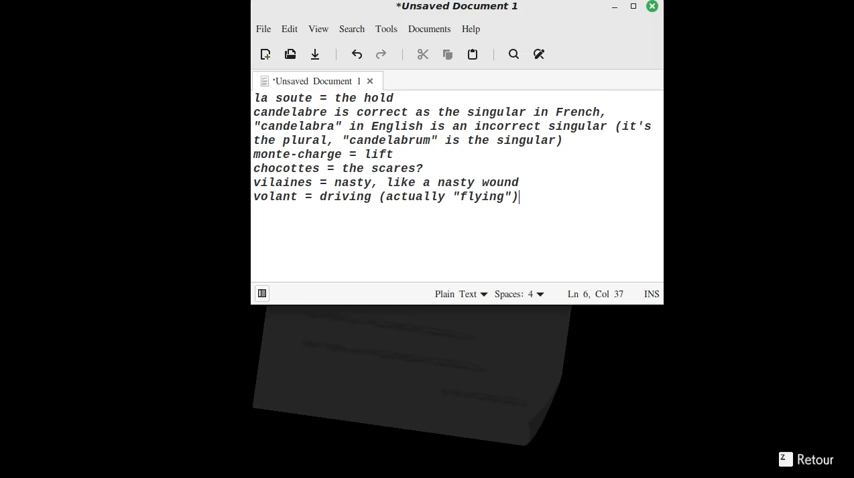 *Unsaved Document 1
File Edit View Search Tools Documents Help
*Unsaved Document 1
la soute = the hold
candelabre is correct as the singular in French,
"candelabra" in English is an incorrect singular (it's
the plural, "candelabrum" is the singular)
monte-charge = lift
chocottes = the scares?
vilaines = nasty, like a nasty wound
volant = driving (actually "flying")
Plain Text Spaces: 4 Ln 6, Col 37 INS
Z Retour